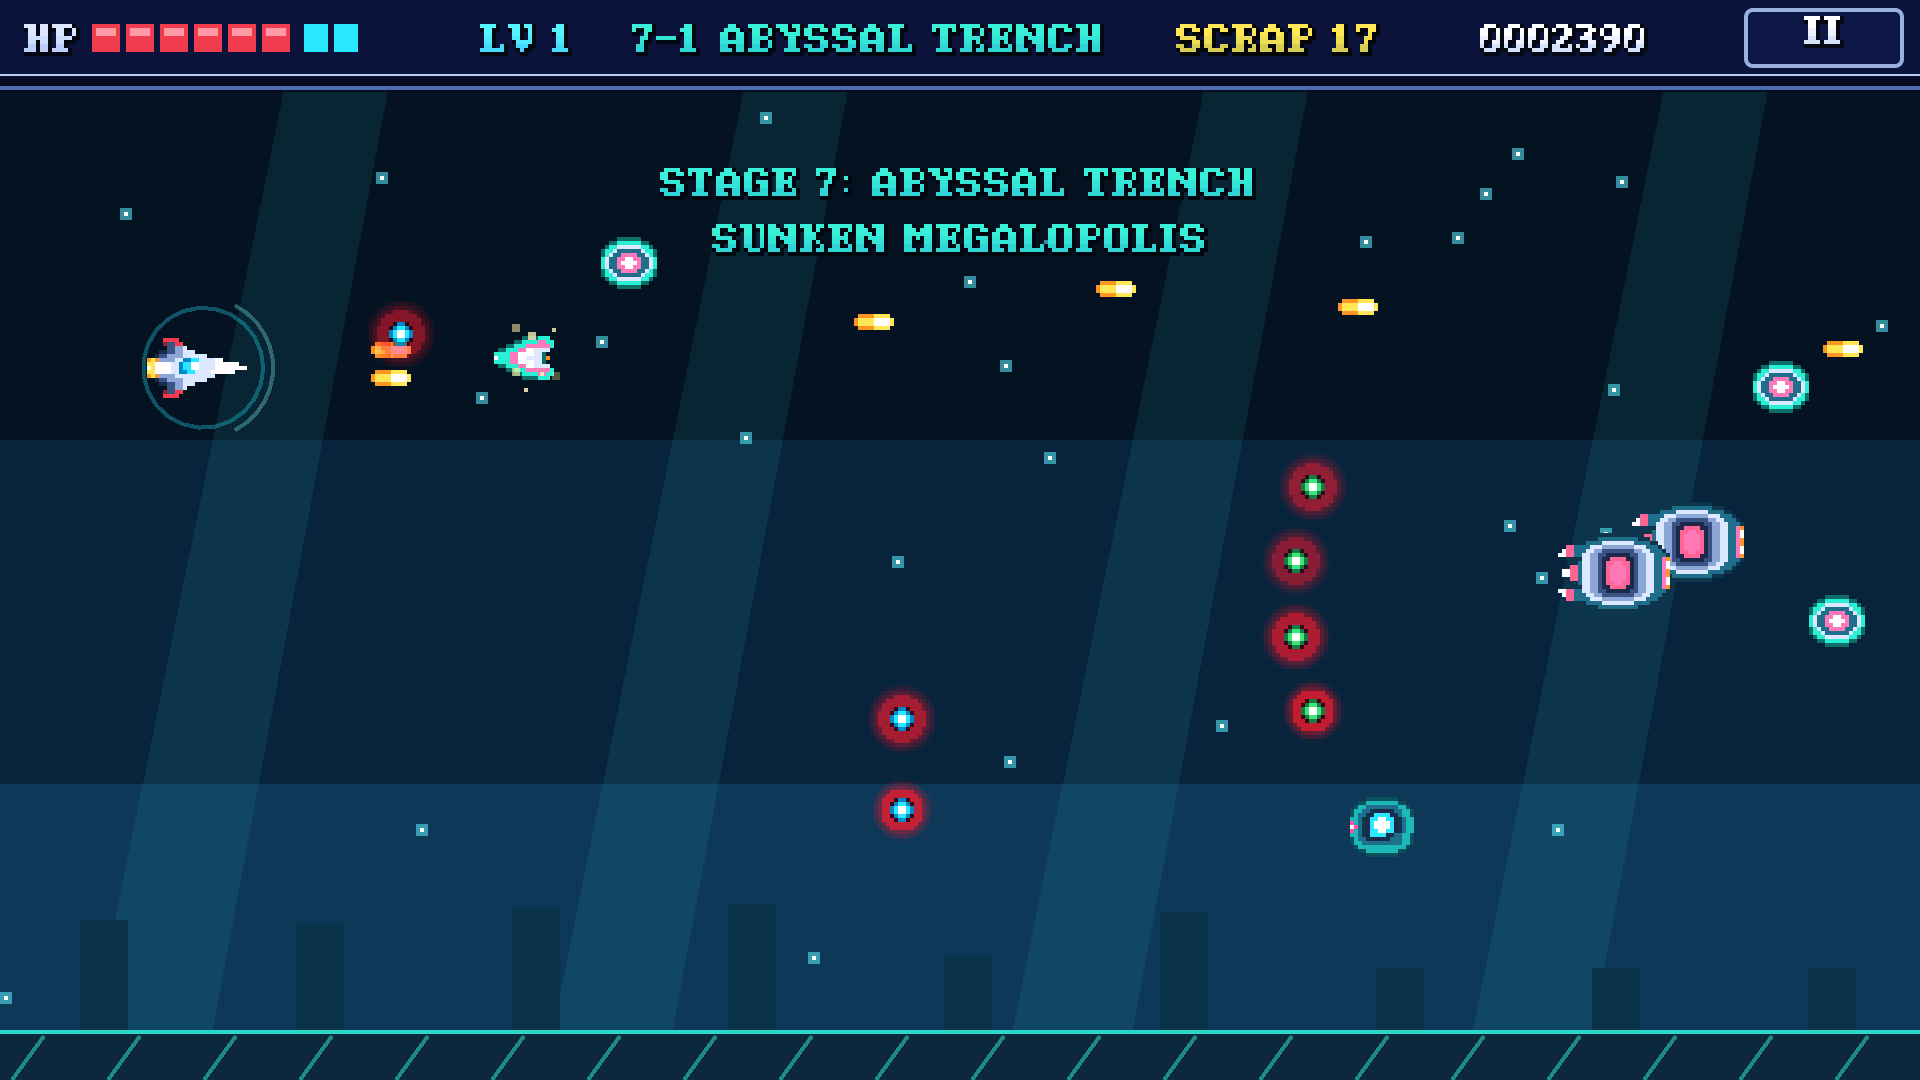 HP LV 1 7-1 ABYSSAL TRENCH SCRAP 17 0002390 II
STAGE 7: ABYSSAL TRENCH
SUNKEN MEGALOPOLIS